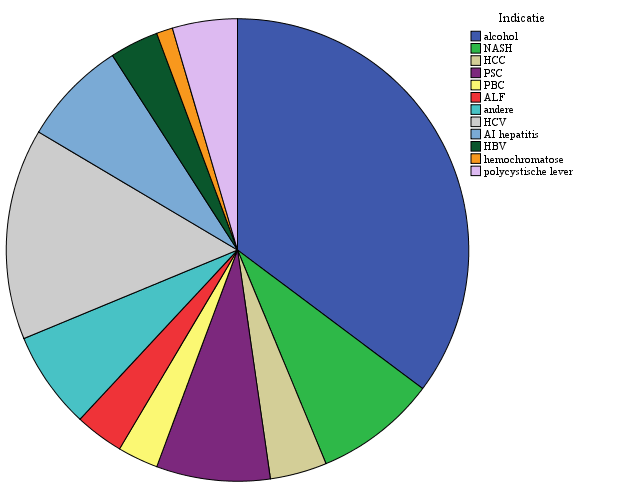 Indicatie
alcohol
NASH
HCC
PSC
PBC
ALF
andere
HCV
AI hepatitis
HBV
hemochromatose
polycystische lever